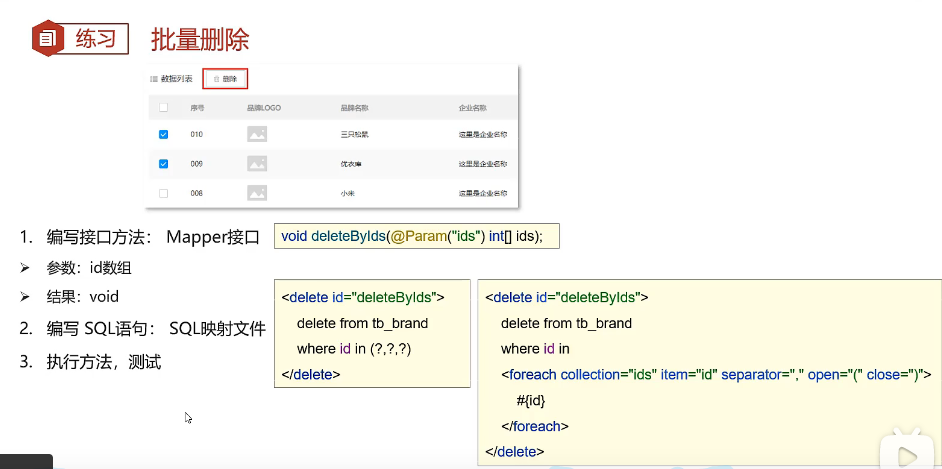 练习 批量删除
数据列表 删除
序号 品牌LOGO 品牌名称 企业名称
010 三只松鼠 这里是企业名称
009 优衣库 这里是企业名称
008 小米 这里是企业名称
1. 编写接口方法： Mapper接口
void deleteByIds(@Param("ids") int[] ids);
➢ 参数：id数组
➢ 结果：void
2. 编写 SQL语句： SQL映射文件
3. 执行方法，测试
<delete id="deleteByIds">
delete from tb_brand
where id in (?,?,?)
</delete>
<delete id="deleteByIds">
delete from tb_brand
where id in
<foreach collection="ids" item="id" separator="," open="(" close=")">
#{id}
</foreach>
</delete>